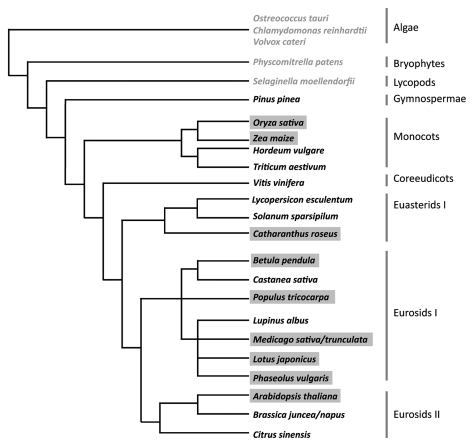 Ostreococcus tauri
Chlamydomonas reinhardtii
Volvox cateri
Algae
Physcomitrella patens
Bryophytes
Selaginella moellendorfii
Lycopods
Pinus pinea
Gymnospermae
Oryza sativa
Zea maize
Hordeum vulgare
Triticum aestivum
Monocots
Vitis vinifera
Coreeudicots
Lycopersicon esculentum
Solanum sparsipilum
Catharanthus roseus
Euasterids I
Betula pendula
Castanea sativa
Populus tricocarpa
Lupinus albus
Medicago sativa/trunculata
Lotus japonicus
Phaseolus vulgaris
Eurosids I
Arabidopsis thaliana
Brassica juncea/napus
Citrus sinensis
Eurosids II